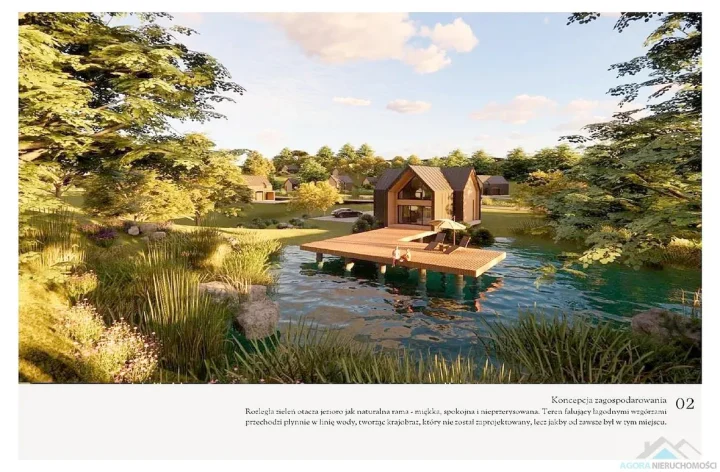 Koncepcja zagospodarowania 02
Rozległa zieleń otacza jezioro jak naturalna rama - miękka, spokojna i nieprzerysowana. Teren falujący łagodnymi wzgórzami
przechodzi płynnie w linię wody, tworząc krajobraz, który nie został zaprojektowany, lecz jakby od zawsze był w tym miejscu.
AGORA NIERUCHOMOŚCI